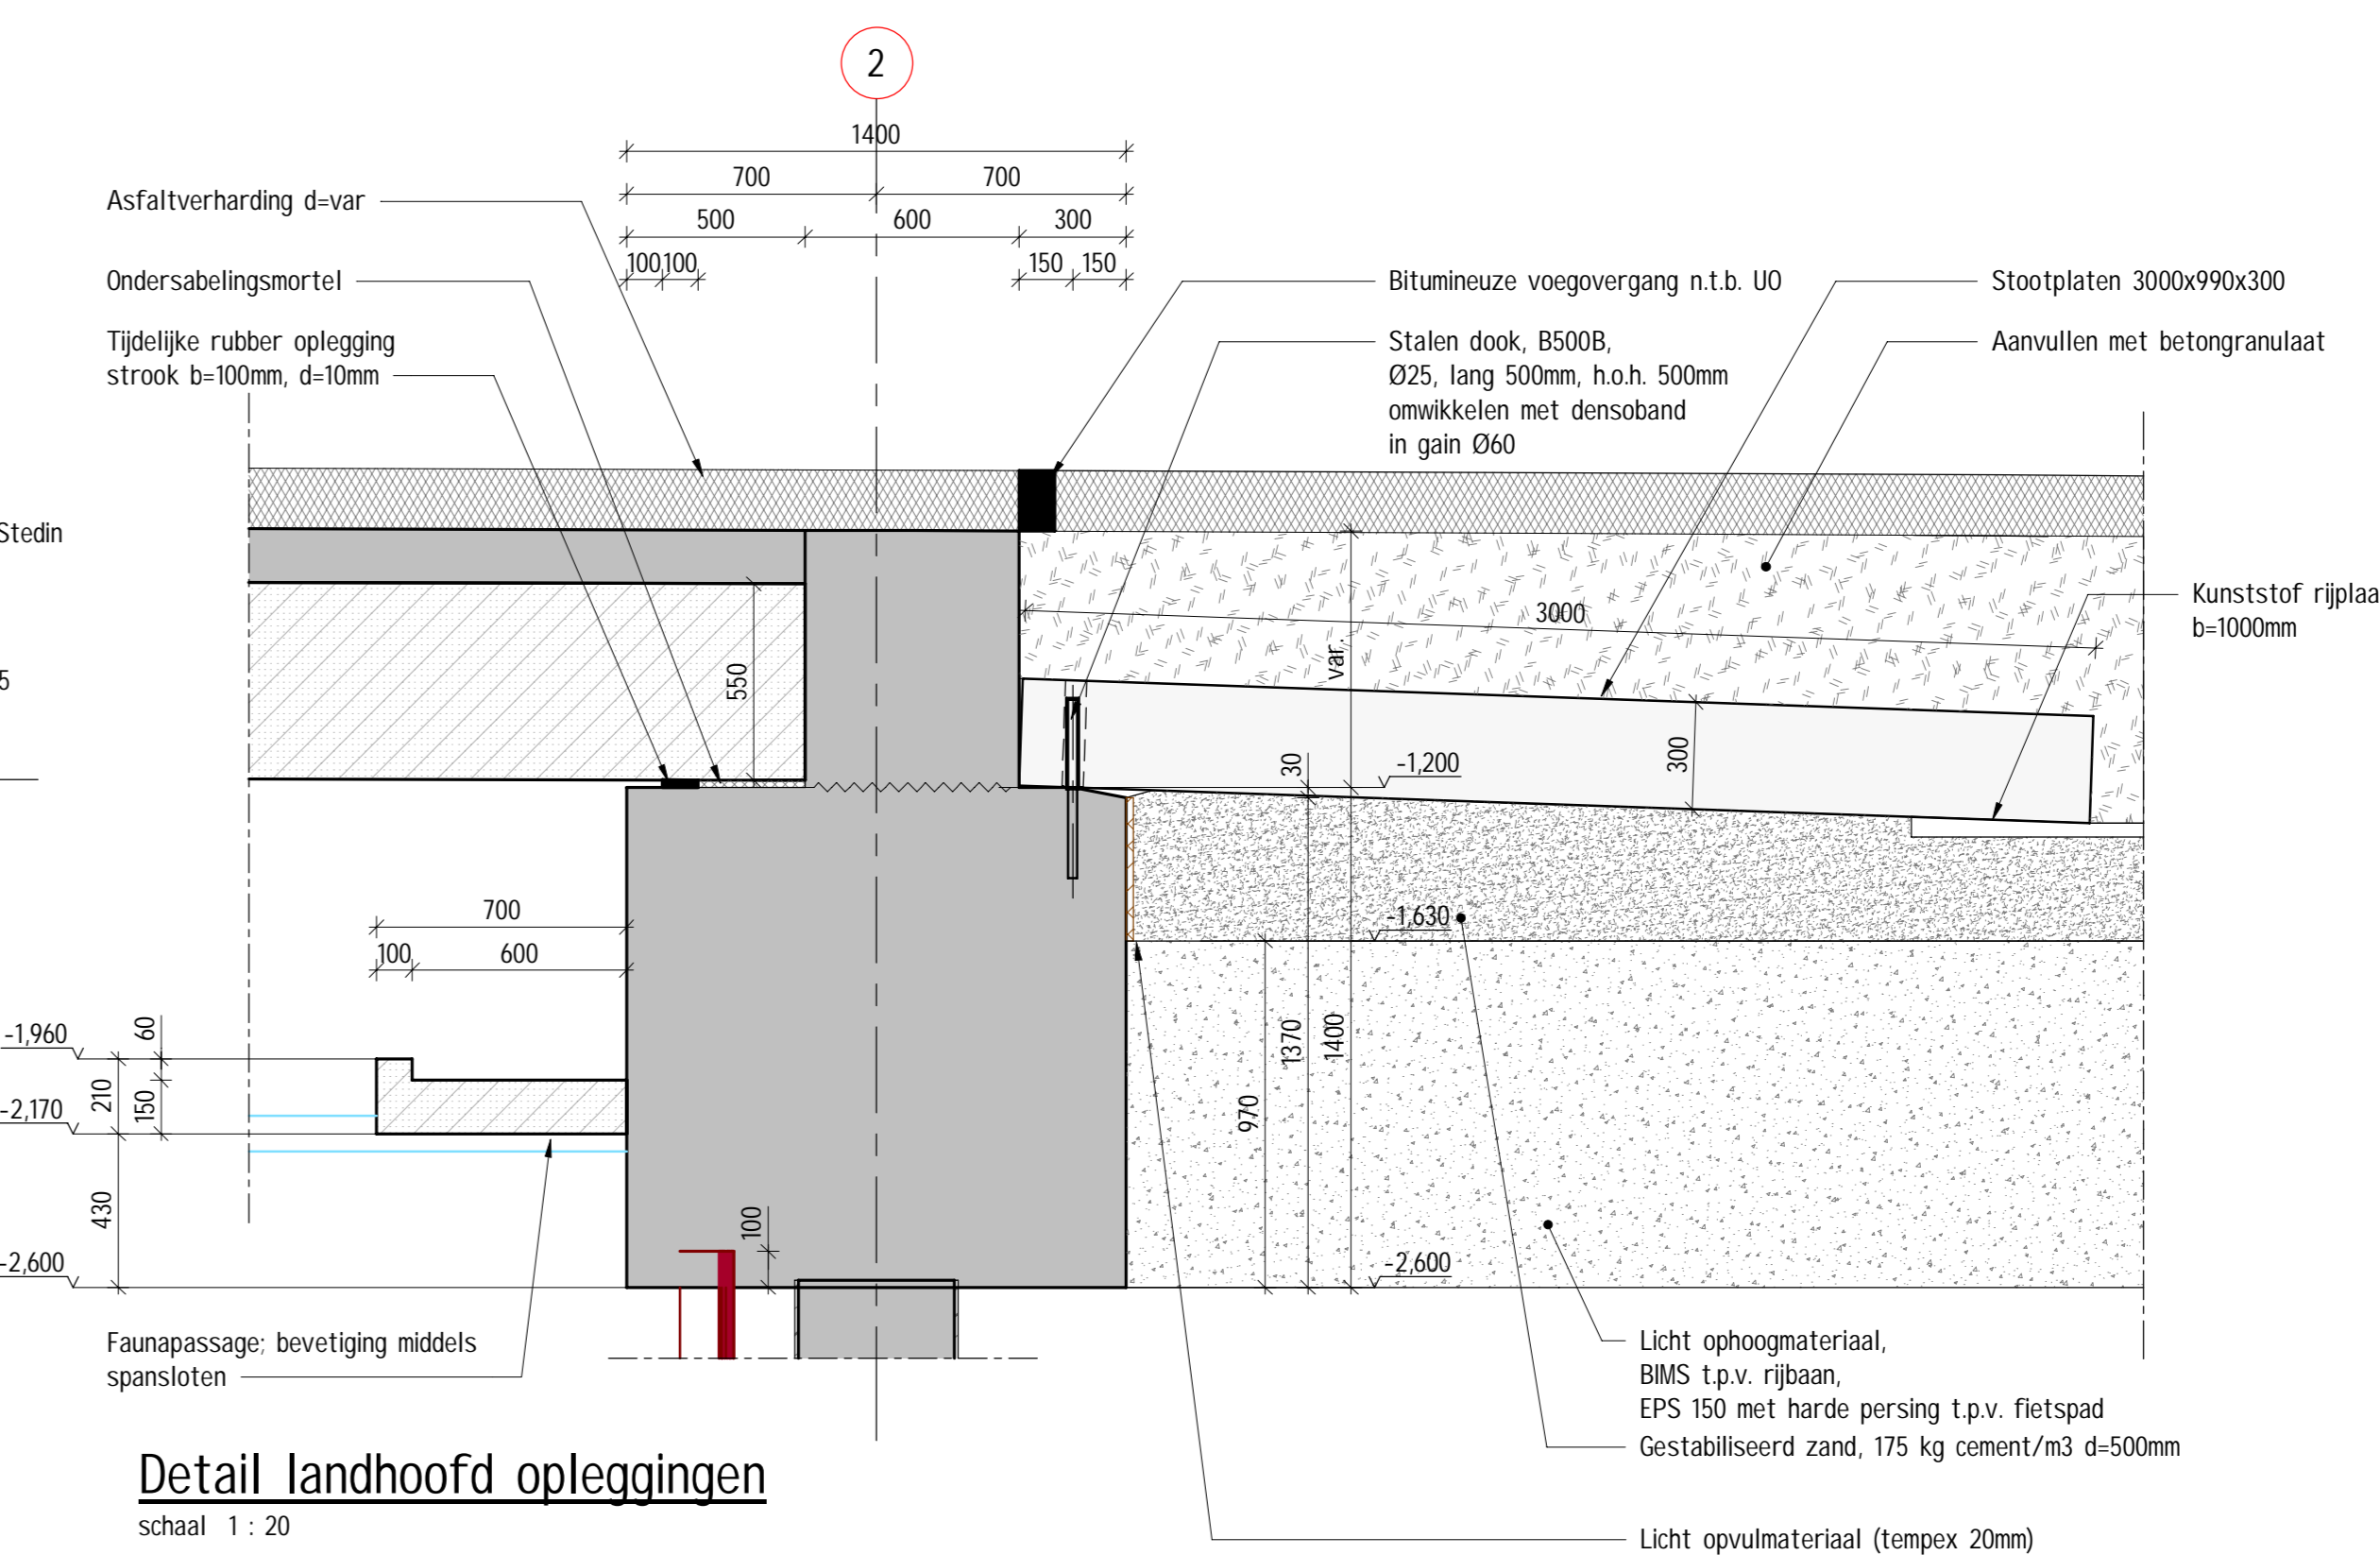 2
1400
700 700
500 600 300
100 100 150 150
Asfaltverharding d=var
Ondersabelingsmortel
Tijdelijke rubber oplegging
strook b=100mm, d=10mm
Bitumineuze voegovergang n.t.b. UO
Stalen dook, B500B,
Ø25, lang 500mm, h.o.h. 500mm
omwikkelen met densoband
in gain Ø60
Stootplaten 3000x990x300
Aanvullen met betongranulaat
Stedin
5
Kunststof rijplaa
b=1000mm
3000
var.
550
300
30
-1,200
-1,630
700
100 600
-1,960
60
210
150
-2,170
430
-2,600
100
970
1370
1400
-2,600
Faunapassage; bevetiging middels
spansloten
Licht ophoogmateriaal,
BIMS t.p.v. rijbaan,
EPS 150 met harde persing t.p.v. fietspad
Gestabiliseerd zand, 175 kg cement/m3 d=500mm
Licht opvulmateriaal (tempex 20mm)
Detail landhoofd opleggingen
schaal 1 : 20